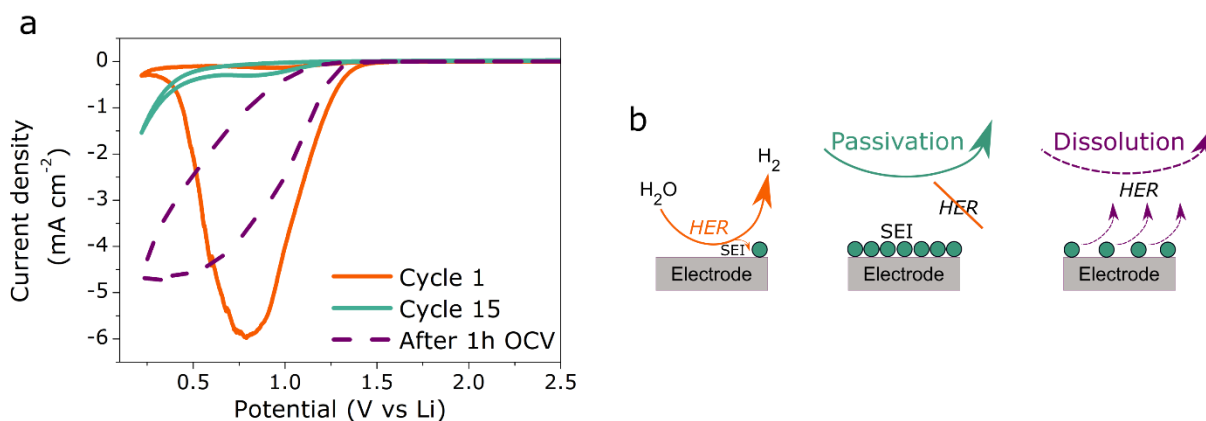 a
0
-1
-2
-3
-4
-5
-6
Current density
(mA cm-2)
Cycle 1
Cycle 15
After 1h OCV
0.5
1.0
1.5
2.0
2.5
Potential (V vs Li)
b
H2O
H2
HER
SEI
Electrode
Passivation
HER
SEI
Electrode
Dissolution
HER
Electrode